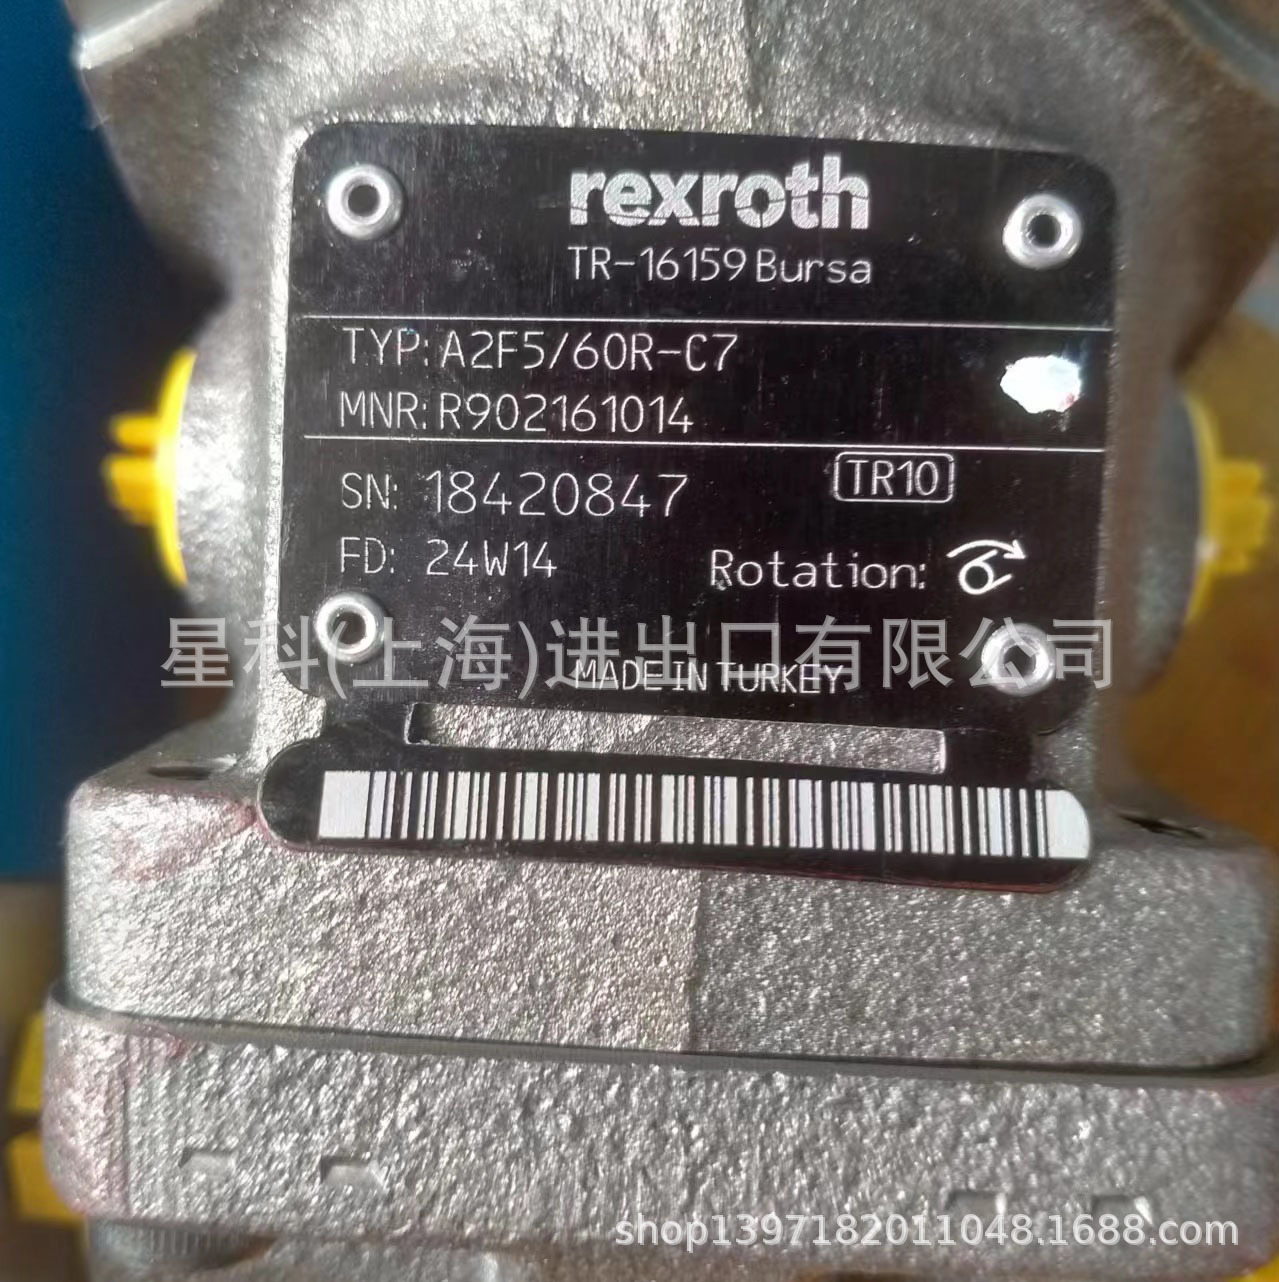 rexroth
TR-16159 Bursa
TYP: A2F5/60R-C7
MNR: R902161014
SN: 18420847
TR10
FD: 24W14
Rotation:
星科(上海)进出口有限公司
MADE IN TURKEY
shop1397182011048.1688.com